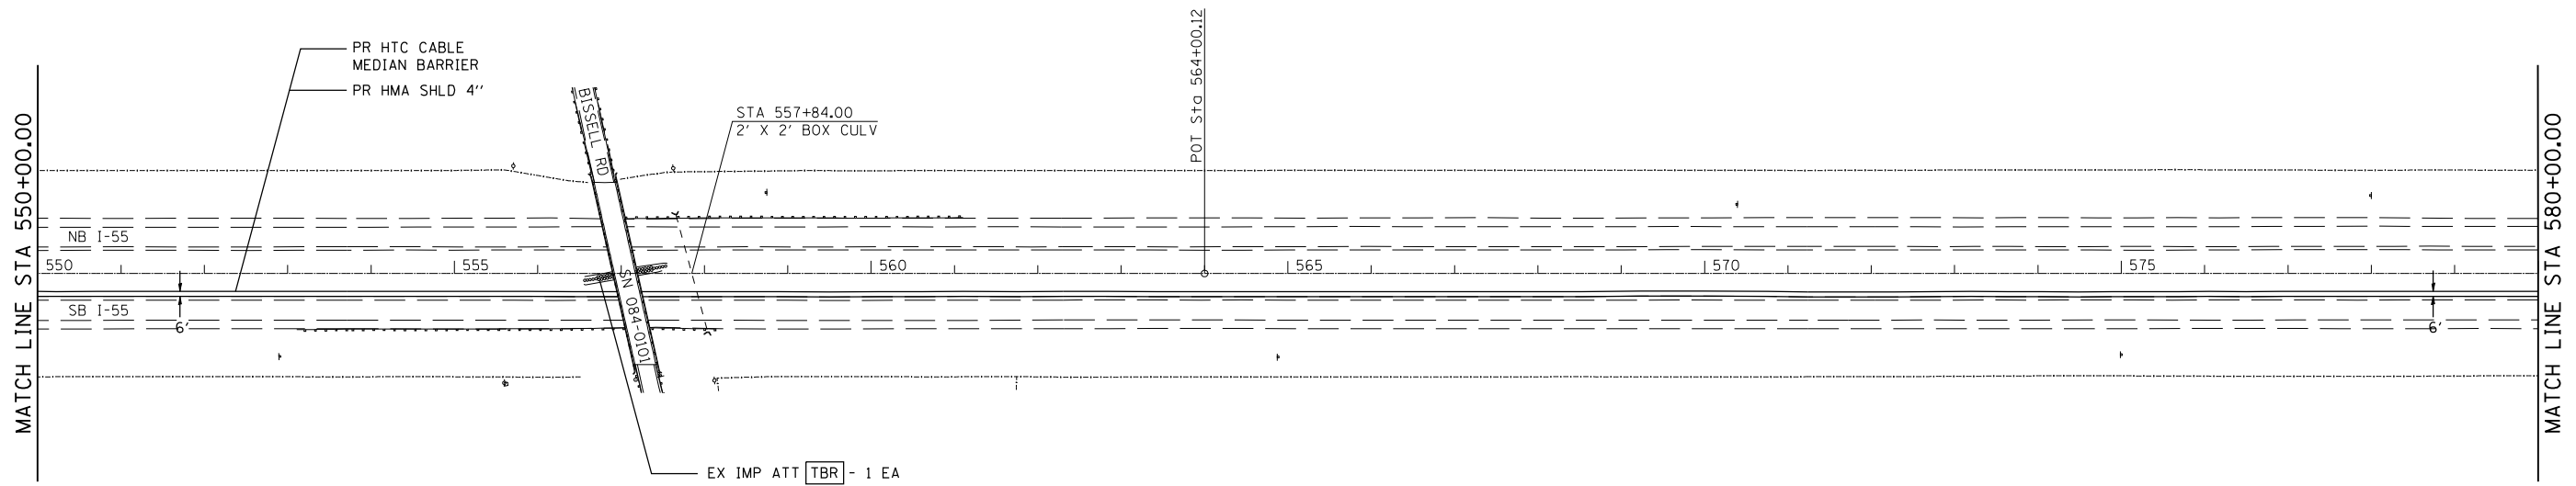 PR HTC CABLE
MEDIAN BARRIER
PR HMA SHLD 4''
BISSELL RD
STA 557+84.00
2' X 2' BOX CULV
POT Sta 564+00.12
MATCH LINE STA 550+00.00
MATCH LINE STA 580+00.00
NB I-55
550
555
560
565
570
575
SN 084-0101
SB I-55
6'
6'
EX IMP ATT TBR - 1 EA